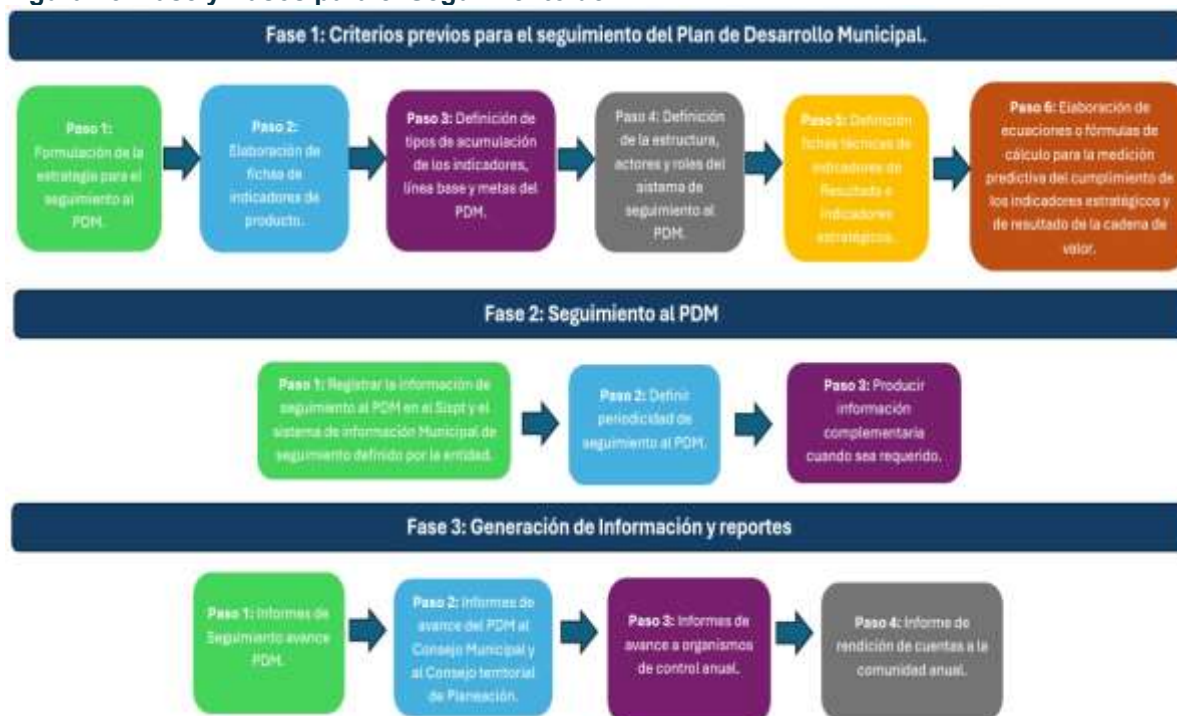 Fase 1: Criterios previos para el seguimiento del Plan de Desarrollo Municipal.
Paso 1:
Formulación de la
estrategia para el
seguimiento al
PDM.
Paso 2:
Elaboración de
fichas de
indicadores de
producto.
Paso 3: Definición de
tipos de acumulación
de los indicadores,
línea base y metas del
PDM.
Paso 4: Definición
de la estructura,
actores y roles del
sistema de
seguimiento al
PDM.
Paso 5: Definición
fichas técnicas de
indicadores de
Resultado e
indicadores
estratégicos.
Paso 6: Elaboración de
ecuaciones o fórmulas de
cálculo para la medición
predictiva del cumplimiento de
los indicadores estratégicos y
de resultado de la cadena de
valor.
Fase 2: Seguimiento al PDM
Paso 1: Registrar la información de
seguimiento al PDM en el Sispt y el
sistema de información Municipal de
seguimiento definido por la entidad.
Paso 2: Definir
periodicidad de
seguimiento al PDM.
Paso 3: Producir
información
complementaria
cuando sea requerido.
Fase 3: Generación de Información y reportes
Paso 1: Informes de
Seguimiento avance
PDM.
Paso 2: Informes de
avance del PDM al
Consejo Municipal y
al Consejo territorial
de Planeación.
Paso 3: Informes de
avance a organismos
de control anual.
Paso 4: Informe de
rendición de cuentas a la
comunidad anual.